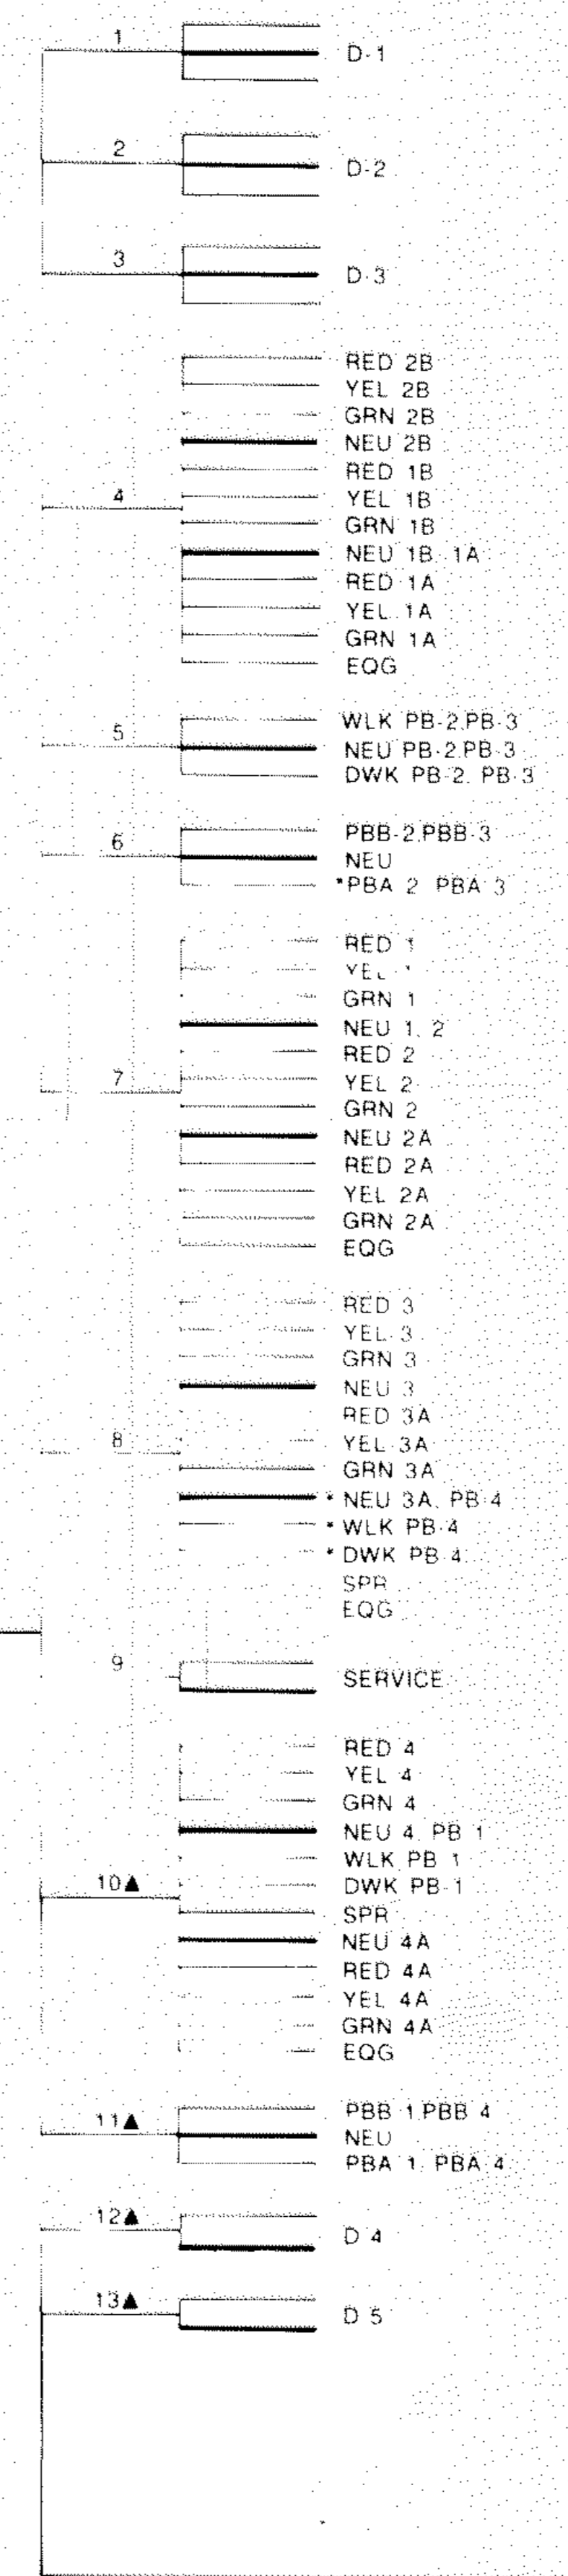 1
D-1
2
D-2
3
D-3
RED 2B
YEL 2B
GRN 2B
NEU 2B
RED 1B
4
YEL 1B
GRN 1B
NEU 1B, 1A
RED 1A
YEL 1A
GRN 1A
EQG
WLK PB-2,PB-3
5
NEU PB-2,PB-3
DWK PB-2, PB-3
PBB-2,PBB-3
6
NEU
*PBA 2, PBA 3
RED 1
YEL 1
GRN 1
NEU 1, 2
RED 2
7
YEL 2
GRN 2
NEU 2A
RED 2A
YEL 2A
GRN 2A
EQG
RED 3
YEL 3
GRN 3
NEU 3
RED 3A
8
YEL 3A
GRN 3A
* NEU 3A, PB-4
* WLK PB-4
* DWK PB-4
SPR
EQG
9
SERVICE
RED 4
YEL 4
GRN 4
NEU 4, PB 1
WLK PB 1
10▲
DWK PB-1
SPR
NEU 4A
RED 4A
YEL 4A
GRN 4A
EQG
PBB 1,PBB 4
11▲
NEU
PBA 1, PBA 4
12▲
D 4
13▲
D 5